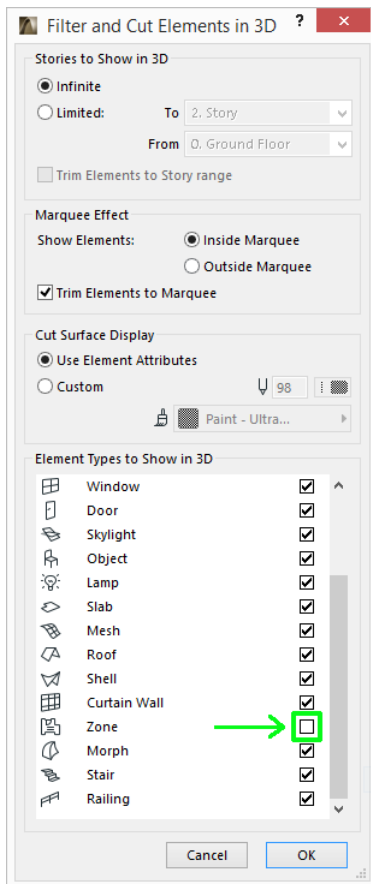 Filter and Cut Elements in 3D ? ×
Stories to Show in 3D
Infinite
Limited: To 2. Story
From 0. Ground Floor
Trim Elements to Story range
Marquee Effect
Show Elements: Inside Marquee
Outside Marquee
Trim Elements to Marquee
Cut Surface Display
Use Element Attributes
Custom 98
Paint - Ultra...
Element Types to Show in 3D
Window
Door
Skylight
Object
Lamp
Slab
Mesh
Roof
Shell
Curtain Wall
Zone
Morph
Stair
Railing
Cancel OK